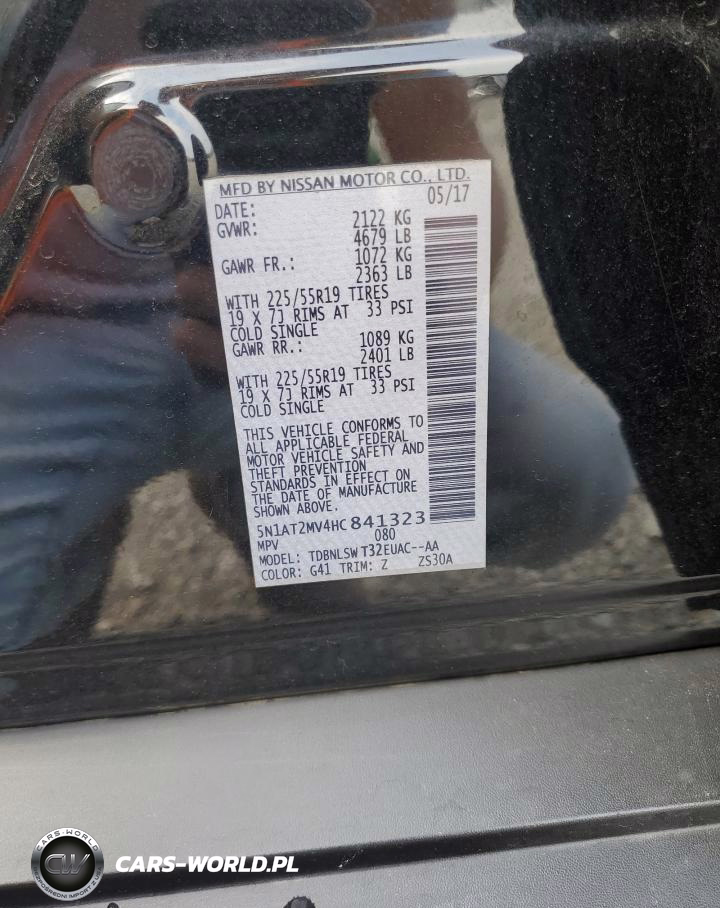 MFD BY NISSAN MOTOR CO., LTD.
DATE: 05/17
GVWR: 2122 KG
4679 LB
GAWR FR.: 1072 KG
2363 LB
WITH 225/55R19 TIRES
19 X 7J RIMS AT 33 PSI
COLD SINGLE
GAWR RR.: 1089 KG
2401 LB
WITH 225/55R19 TIRES
19 X 7J RIMS AT 33 PSI
COLD SINGLE
THIS VEHICLE CONFORMS TO
ALL APPLICABLE FEDERAL
MOTOR VEHICLE SAFETY AND
THEFT PREVENTION
STANDARDS IN EFFECT ON
THE DATE OF MANUFACTURE
SHOWN ABOVE.
5N1AT2MV4HC841323
MPV 080
MODEL: TDBNLSWT32EUAC--AA
COLOR: G41 TRIM: Z ZS30A
CARS-WORLD
CW
CARS-WORLD.PL